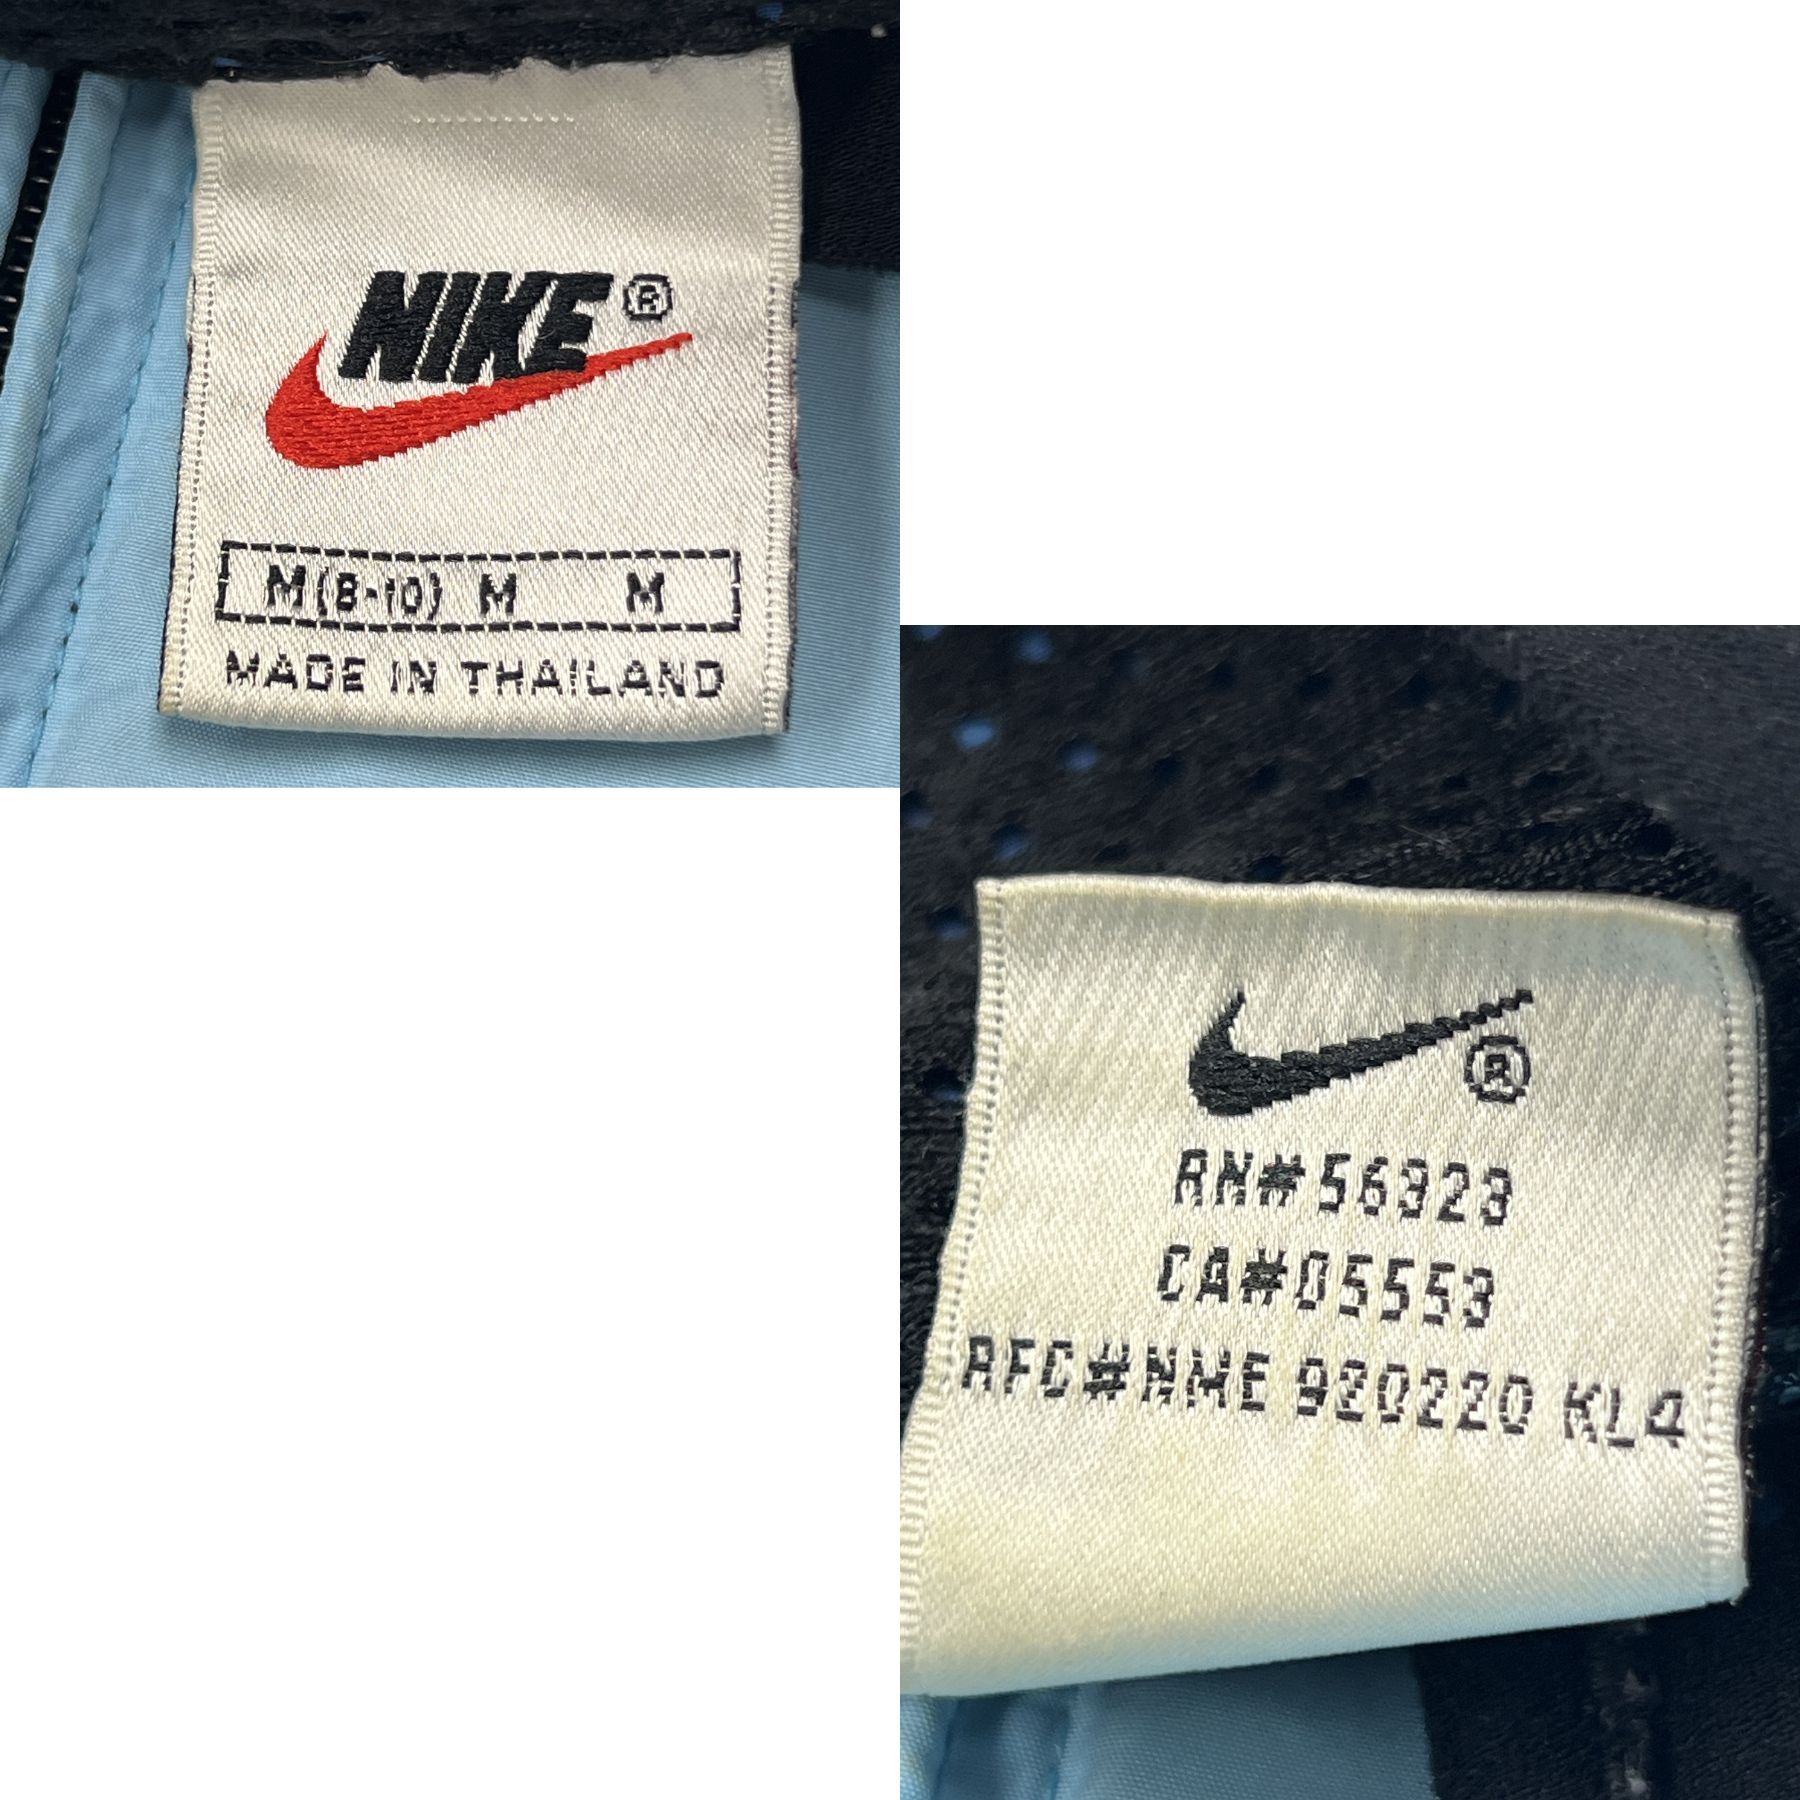 NIKE®
M(8-10) M M
MADE IN THAILAND
®
RN#56323
CA#05553
RFC#NME 920220 KL4